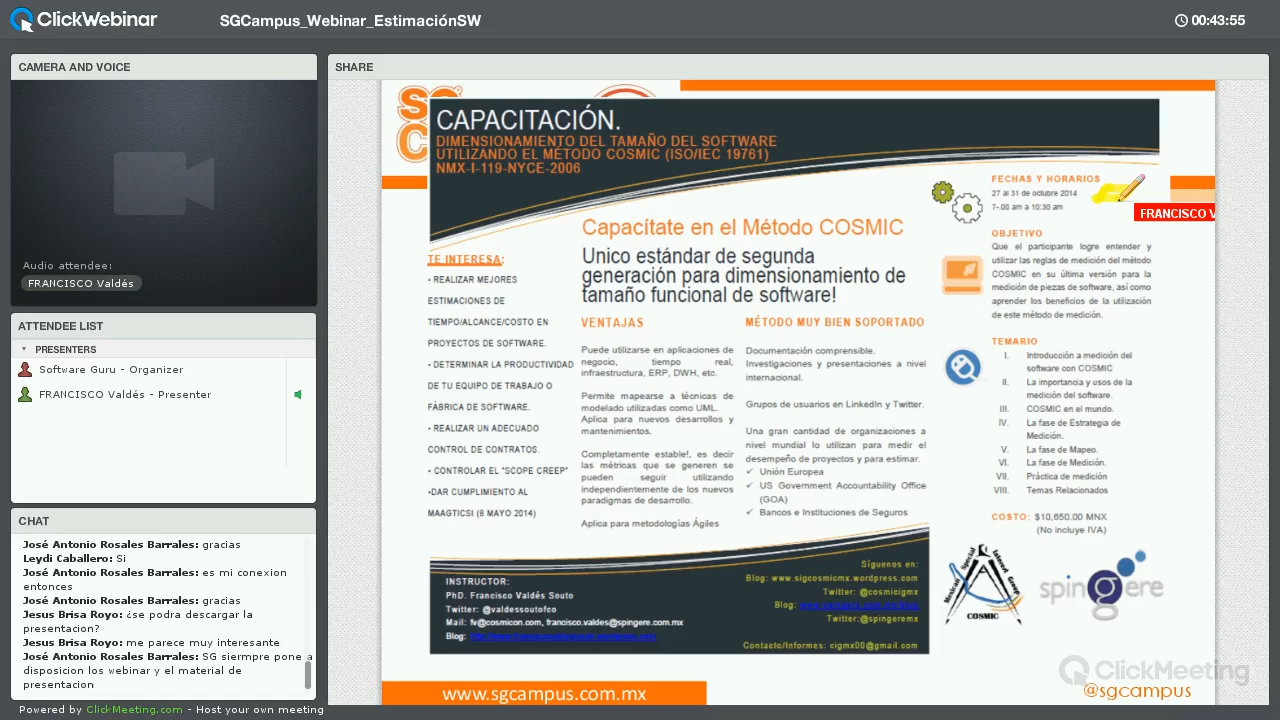 ClickWebinar
SGCampus_Webinar_EstimaciónSW
00:43:55
CAMERA AND VOICE
Audio attendee:
FRANCISCO Valdés
ATTENDEE LIST
PRESENTERS
Software Guru - Organizer
FRANCISCO Valdés - Presenter
CHAT
José Antonio Rosales Barrales: gracias
Leydi Caballero: Si
José Antonio Rosales Barrales: es mi conexion
entonces
José Antonio Rosales Barrales: gracias
Jesus Brisa Royo: se podra descargar la
presentacion?
Jesus Brisa Royo: me parece muy interesante
José Antonio Rosales Barrales: SG siempre pone a
disposicion los webinar y el material de
presentacion
Powered by ClickMeeting.com - Host your own meeting
SHARE
CAPACITACIÓN.
DIMENSIONAMIENTO DEL TAMAÑO DEL SOFTWARE
UTILIZANDO EL MÉTODO COSMIC (ISO/IEC 19761)
NMX-I-119-NYCE-2006
Capacítate en el Método COSMIC
Unico estándar de segunda
generación para dimensionamiento de
tamaño funcional de software!
TE INTERESA:
• REALIZAR MEJORES
ESTIMACIONES DE
TIEMPO/ALCANCE/COSTO EN
PROYECTOS DE SOFTWARE.
• DETERMINAR LA PRODUCTIVIDAD
DE TU EQUIPO DE TRABAJO O
FÁBRICA DE SOFTWARE.
• REALIZAR UN ADECUADO
CONTROL DE CONTRATOS.
• CONTROLAR EL "SCOPE CREEP"
•DAR CUMPLIMIENTO AL
MAAGTICSI (8 MAYO 2014)
VENTAJAS
Puede utilizarse en aplicaciones de
negocio, tiempo real,
infraestructura, ERP, DWH, etc.
Permite mapearse a técnicas de
modelado utilizadas como UML.
Aplica para nuevos desarrollos y
mantenimientos.
Completamente estable!, es decir
las métricas que se generen se
pueden seguir utilizando
independientemente de los nuevos
paradigmas de desarrollo.
Aplica para metodologías Ágiles
MÉTODO MUY BIEN SOPORTADO
Documentación comprensible.
Investigaciones y presentaciones a nivel
internacional.
Grupos de usuarios en LinkedIn y Twitter.
Una gran cantidad de organizaciones a
nivel mundial lo utilizan para medir el
desempeño de proyectos y para estimar.
✓ Unión Europea
✓ US Government Accountability Office
(GOA)
✓ Bancos e Instituciones de Seguros
FECHAS Y HORARIOS
27 al 31 de octubre 2014
7-.00 am a 10:30 am
FRANCISCO V
OBJETIVO
Que el participante logre entender y
utilizar las reglas de medición del método
COSMIC en su última versión para la
medición de piezas de software, así como
aprender los beneficios de la utilización
de este método de medición.
TEMARIO
I. Introducción a medición del
software con COSMIC
II. La importancia y usos de la
medición del software.
III. COSMIC en el mundo.
IV. La fase de Estrategia de
Medición.
V. La fase de Mapeo.
VI. La fase de Medición.
VII. Práctica de medición
VIII. Temas Relacionados
COSTO: $10,650.00 MNX
(No incluye IVA)
INSTRUCTOR:
PhD. Francisco Valdés Souto
Twitter: @valdessoutofco
Mail: fv@cosmicon.com, francisco.valdes@spingere.com.mx
Blog:
Síguenos en:
Blog: www.sigcosmicmx.wordpress.com
Twitter: @cosmicigmx
Blog:
Twitter:@spingeremx
Contacto/Informes: cigmx00@gmail.com
Mexican Special Interest Group
COSMIC
spingere
ClickMeeting
www.sgcampus.com.mx
@sgcampus